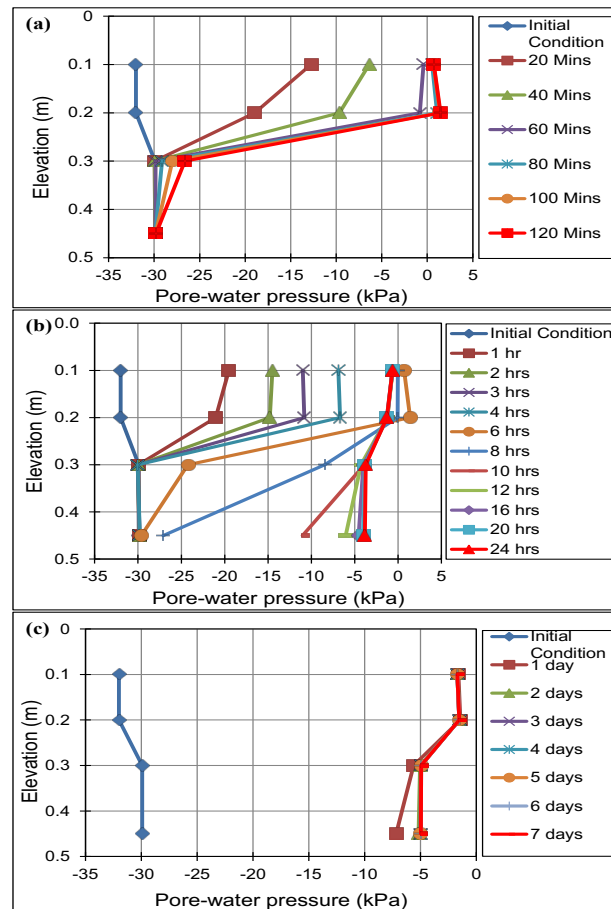 (a)
0
0.1
0.2
0.3
0.4
0.5
Elevation (m)
-35 -30 -25 -20 -15 -10 -5 0 5
Pore-water pressure (kPa)
Initial
Condition
20 Mins
40 Mins
60 Mins
80 Mins
100 Mins
120 Mins
(b)
0.0
0.1
0.2
0.3
0.4
0.5
Elevation (m)
-35 -30 -25 -20 -15 -10 -5 0 5
Pore-water pressure (kPa)
Initial Condition
1 hr
2 hrs
3 hrs
4 hrs
6 hrs
8 hrs
10 hrs
12 hrs
16 hrs
20 hrs
24 hrs
(c)
0
0.1
0.2
0.3
0.4
0.5
Elevation (m)
-35 -30 -25 -20 -15 -10 -5 0
Pore-water pressure (kPa)
Initial
Condition
1 day
2 days
3 days
4 days
5 days
6 days
7 days